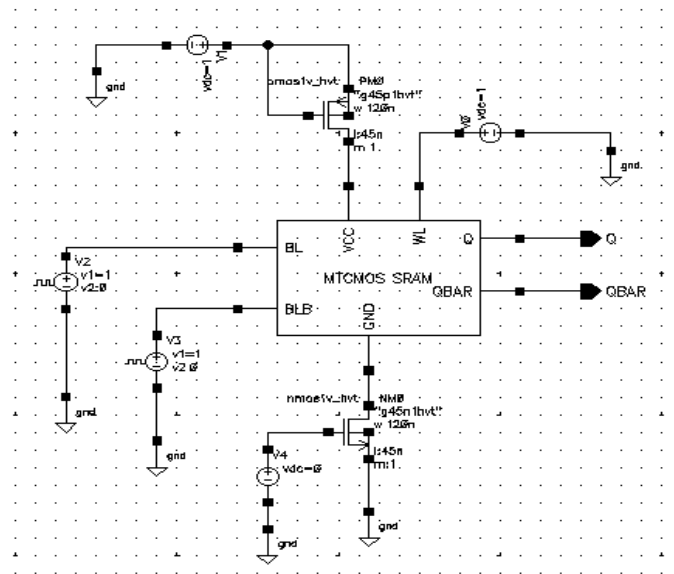 V1
vdc=1
gnd
pmos1v_hvt
PM0
"g45p1hvt"
w 120n
l:45n
m:1
V0
vdc=1
gnd
VCC
WL
BL
Q
Q
MTCMOS SRAM
QBAR
QBAR
BLB
GND
V2
v1=1
v2:0
V3
v1=1
v2:0
gnd
gnd
nmos1v_hvt
NM0
"g45n1hvt"
w 120n
l:45n
m:1
V4
vdc=0
gnd
gnd